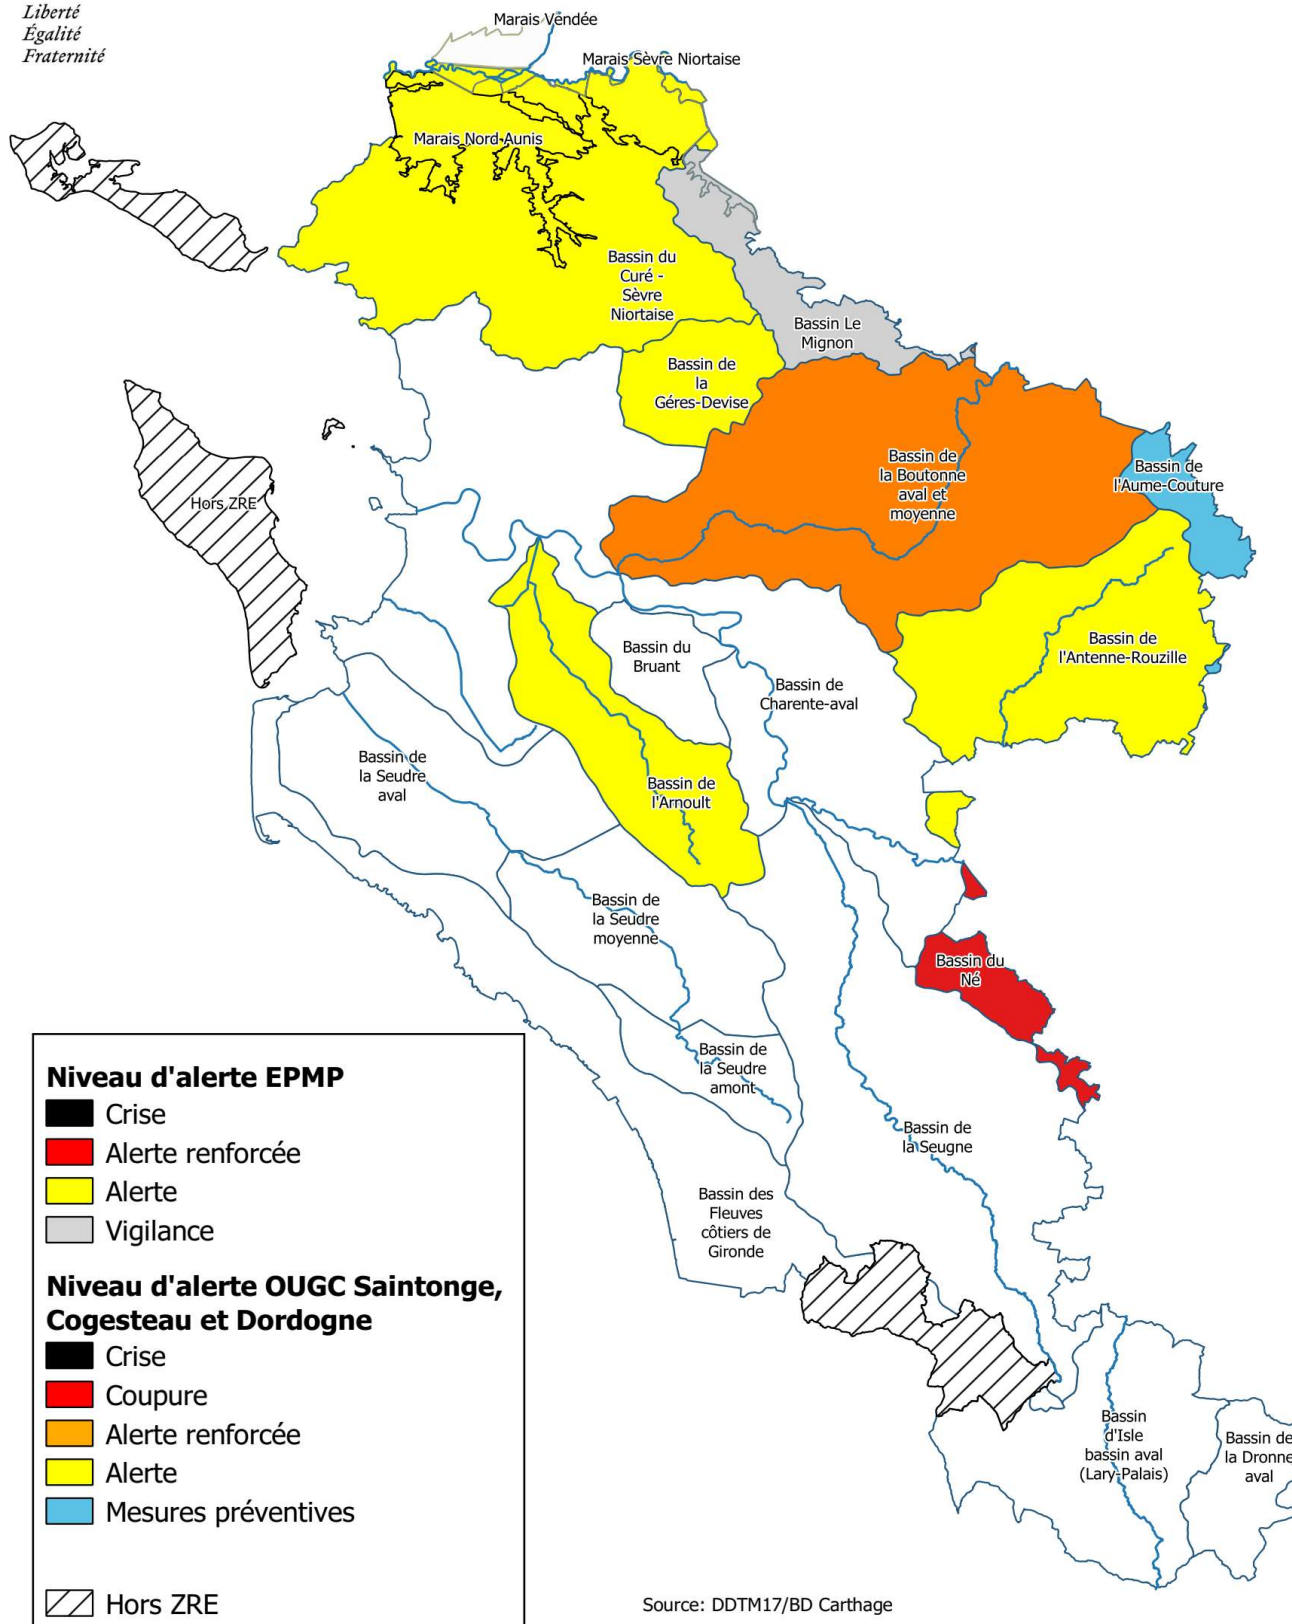 Liberté
Égalité
Fraternité
Marais Vendée
Marais Sèvre Niortaise
Marais Nord Aunis
Bassin du
Curé -
Sèvre
Niortaise
Bassin Le
Mignon
Bassin de
la
Géres-Devise
Bassin de
la Boutonne
aval et
moyenne
Bassin de
l'Aume-Couture
Hors ZRE
Bassin du
Bruant
Bassin de
l'Antenne-Rouzille
Bassin de
Charente-aval
Bassin de
la Seudre
aval
Bassin de
l'Arnoult
Bassin de
la Seudre
moyenne
Bassin du
Né
Bassin de
la Seudre
amont
Bassin de
la Seugne
Bassin des
Fleuves
côtiers de
Gironde
Bassin
d'Isle
bassin aval
(Lary-Palais)
Bassin de
la Dronne
aval
Niveau d'alerte EPMP
Crise
Alerte renforcée
Alerte
Vigilance
Niveau d'alerte OUGC Saintonge,
Cogesteau et Dordogne
Crise
Coupure
Alerte renforcée
Alerte
Mesures préventives
Hors ZRE
Source: DDTM17/BD Carthage